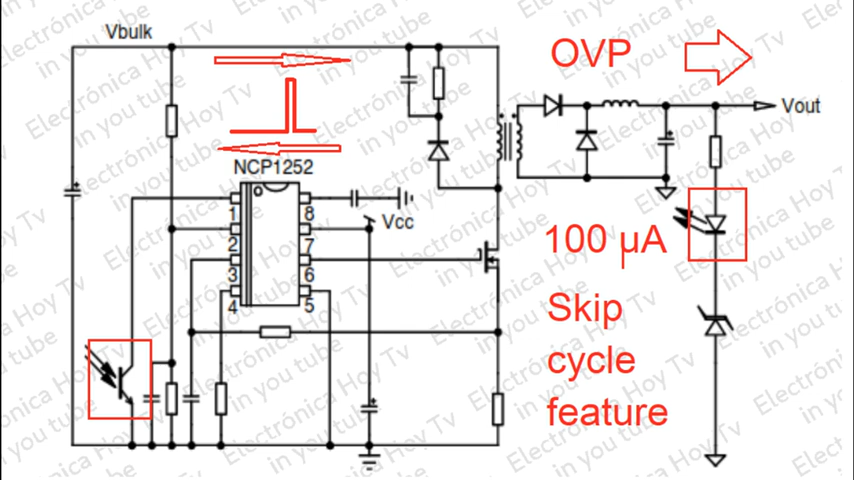 Vbulk
OVP
Vout
NCP1252
1
2
3
4
8
7
6
5
Vcc
100 µA
Skip
cycle
feature
Electrónica Hoy Tv
in you tube